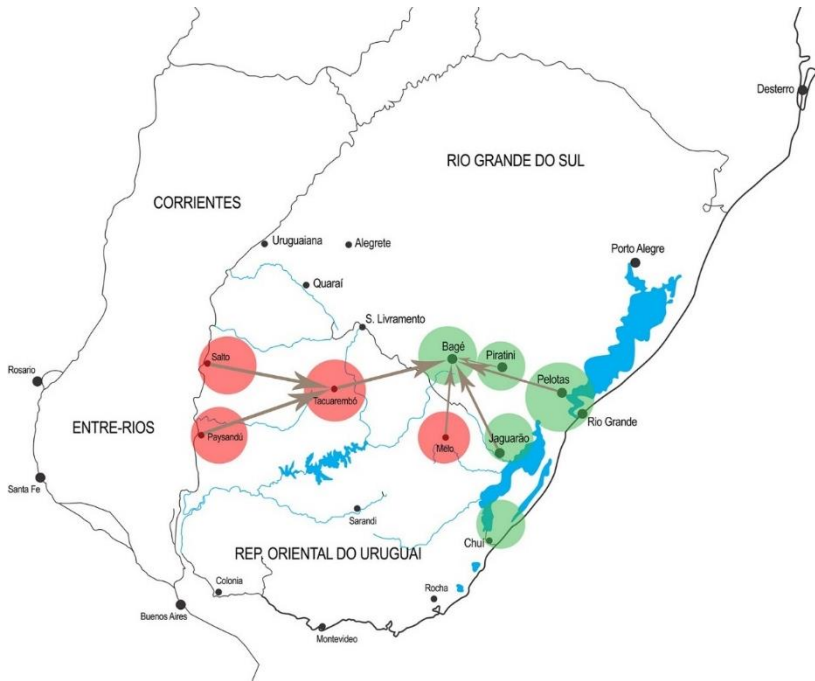 Desterro
RIO GRANDE DO SUL
CORRIENTES
Uruguaiana
Alegrete
Porto Alegre
Quaraí
S. Livramento
Bagé
Piratini
Salto
Rosario
Pelotas
Tacuarembó
Rio Grande
ENTRE-RIOS
Paysandú
Melo
Jaguarão
Santa Fe
Sarandi
Chuí
REP. ORIENTAL DO URUGUAI
Colonia
Rocha
Buenos Aires
Montevideo